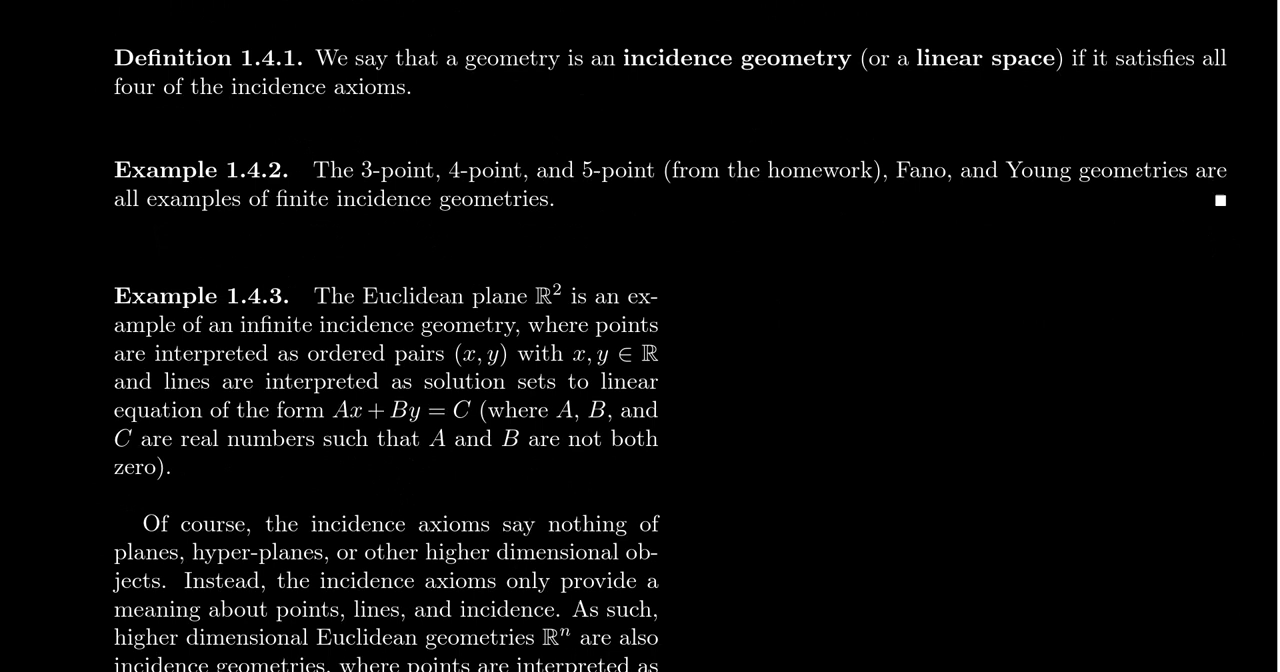 Definition 1.4.1. We say that a geometry is an incidence geometry (or a linear space) if it satisfies all
four of the incidence axioms.
Example 1.4.2. The 3-point, 4-point, and 5-point (from the homework), Fano, and Young geometries are
all examples of finite incidence geometries. ■
Example 1.4.3. The Euclidean plane ℝ² is an ex-
ample of an infinite incidence geometry, where points
are interpreted as ordered pairs (x, y) with x, y ∈ ℝ
and lines are interpreted as solution sets to linear
equation of the form Ax + By = C (where A, B, and
C are real numbers such that A and B are not both
zero).
Of course, the incidence axioms say nothing of
planes, hyper-planes, or other higher dimensional ob-
jects. Instead, the incidence axioms only provide a
meaning about points, lines, and incidence. As such,
higher dimensional Euclidean geometries ℝⁿ are also
incidence geometries, where points are interpreted as